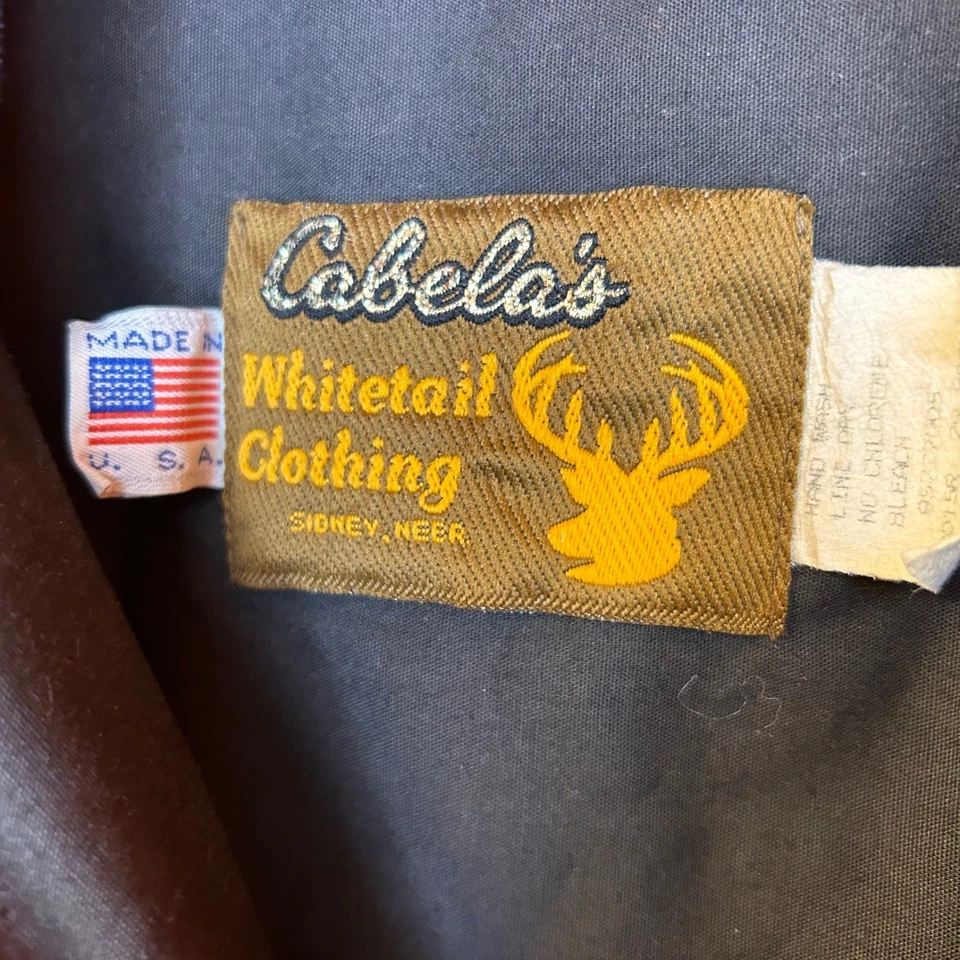 Cabela's
Whitetail
Clothing
SIDNEY, NEBR
MADE IN
U. S. A.
HAND WASH
LINE DRY
NO CHLORINE
BLEACH